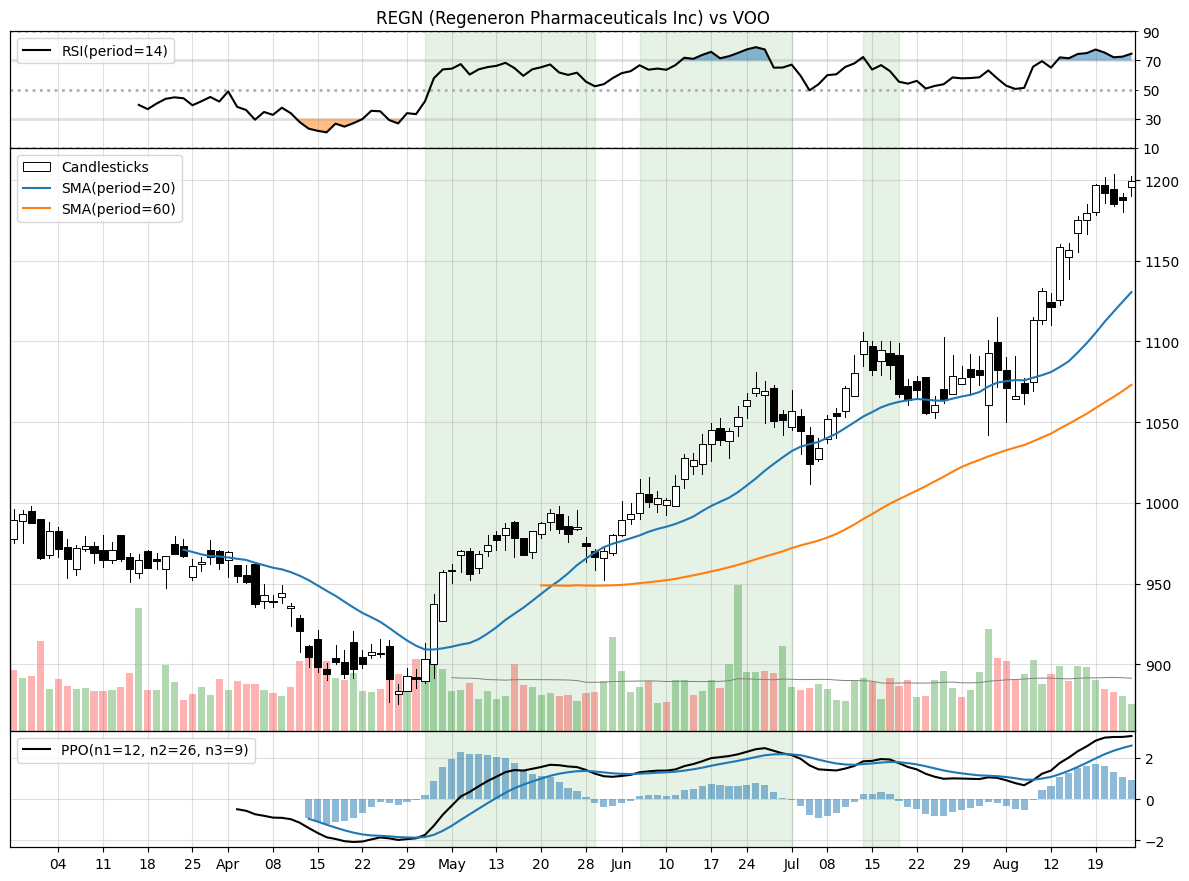 REGN (Regeneron Pharmaceuticals Inc) vs VOO
RSI(period=14)
90
70
50
30
10
Candlesticks
SMA(period=20)
SMA(period=60)
1200
1150
1100
1050
1000
950
900
PPO(n1=12, n2=26, n3=9)
2
0
−2
04 11 18 25 Apr 08 15 22 29 May 13 20 28 Jun 10 17 24 Jul 08 15 22 29 Aug 12 19